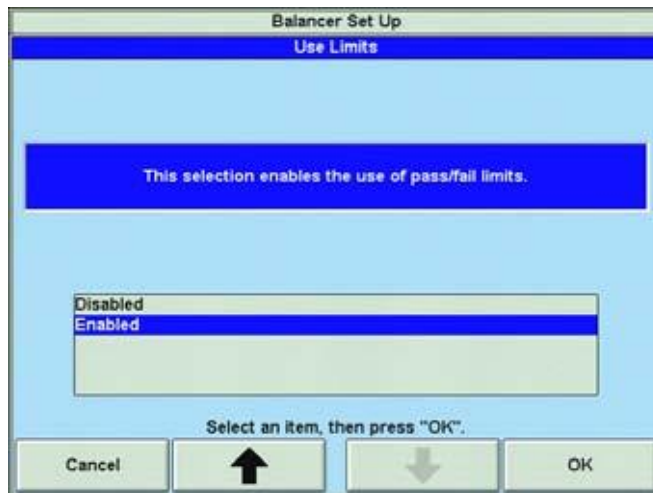 Balancer Set Up
Use Limits
This selection enables the use of pass/fail limits.
Disabled
Enabled
Select an item, then press "OK".
Cancel
OK